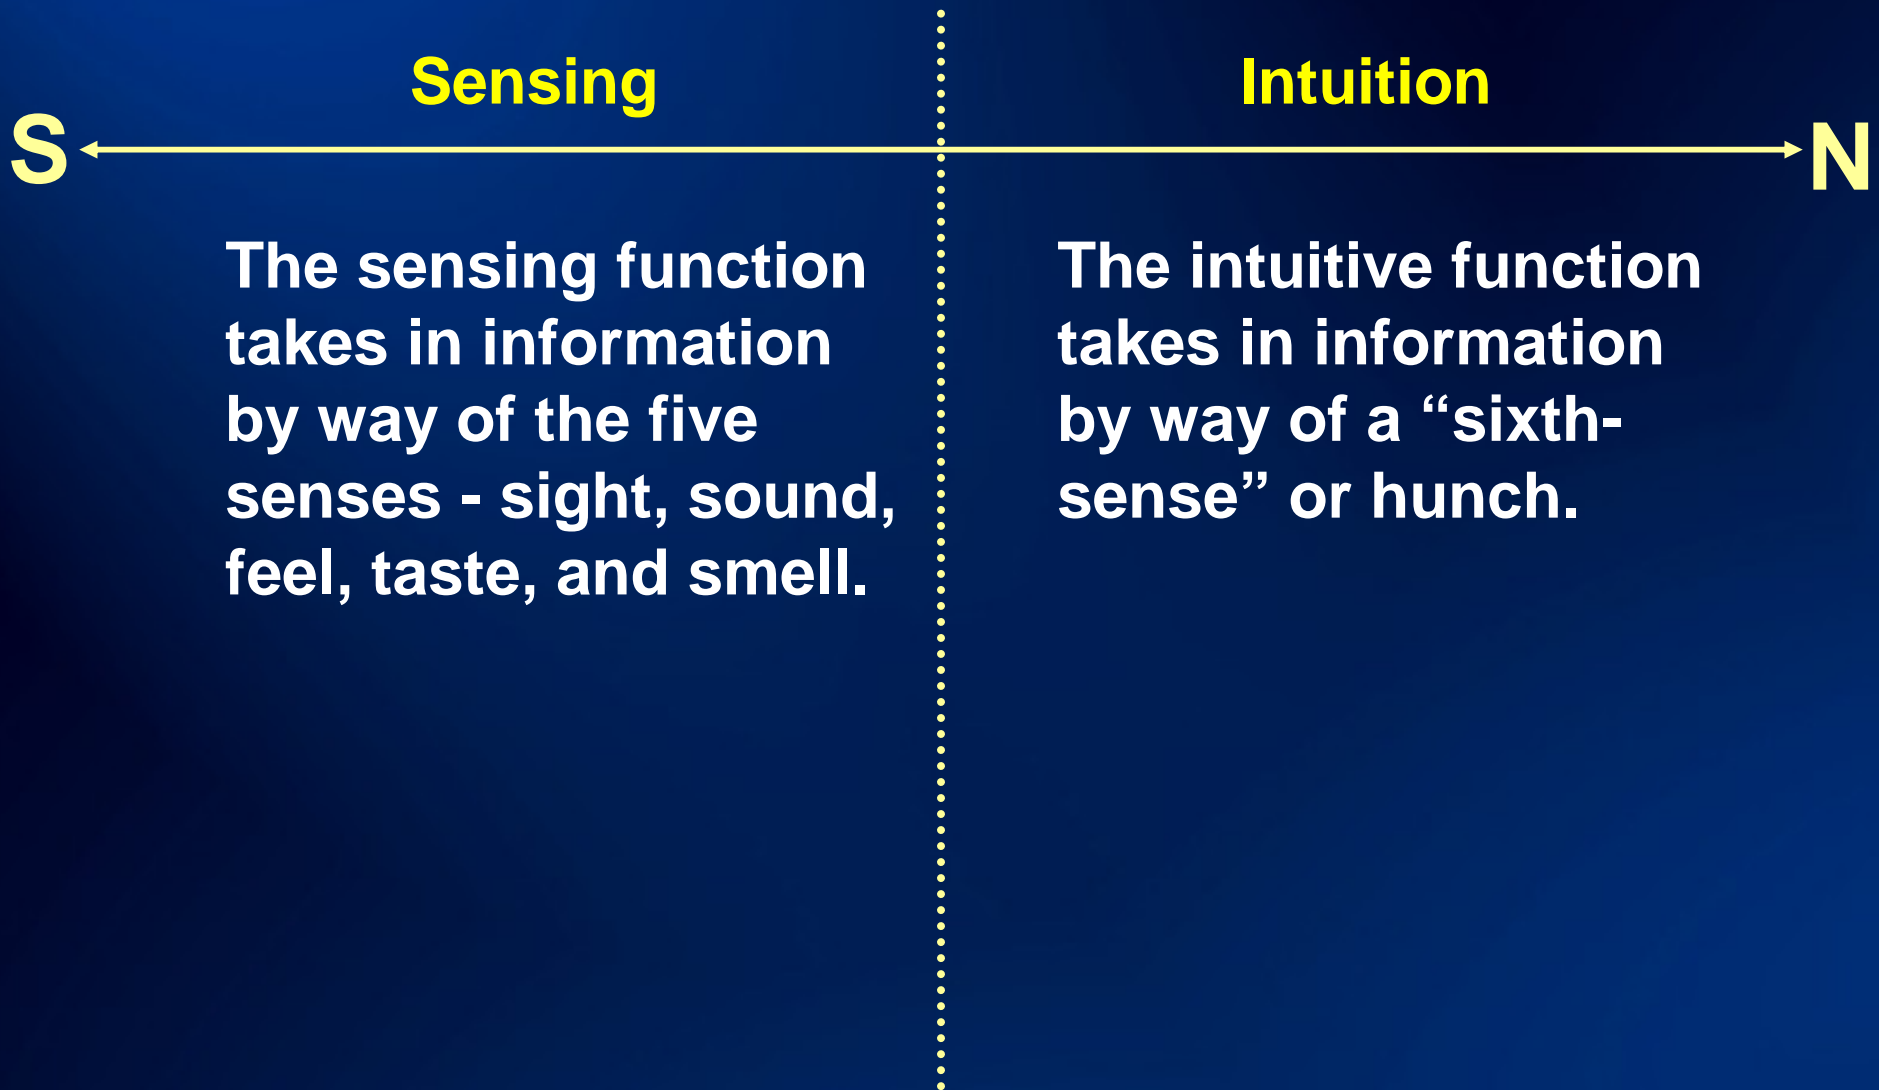 Sensing
Intuition
S
N
The sensing function
takes in information
by way of the five
senses - sight, sound,
feel, taste, and smell.
The intuitive function
takes in information
by way of a “sixth-
sense” or hunch.